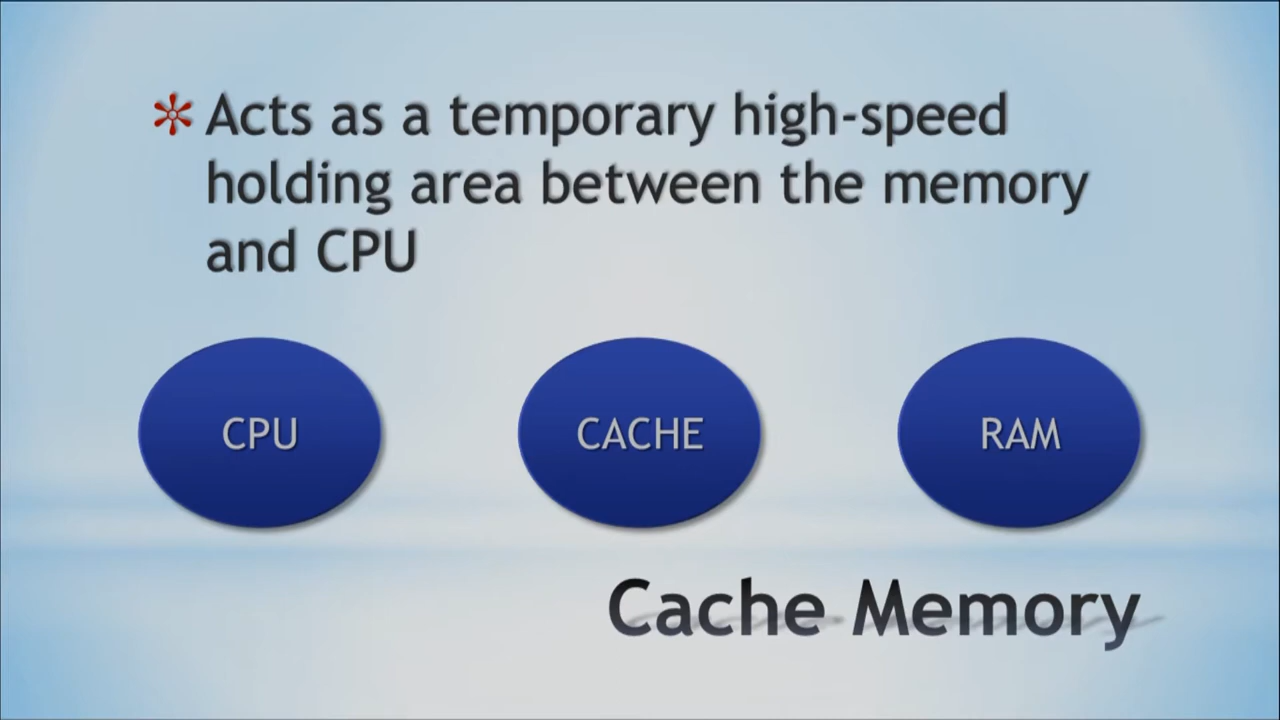 * Acts as a temporary high-speed
holding area between the memory
and CPU
CPU CACHE RAM
Cache Memory